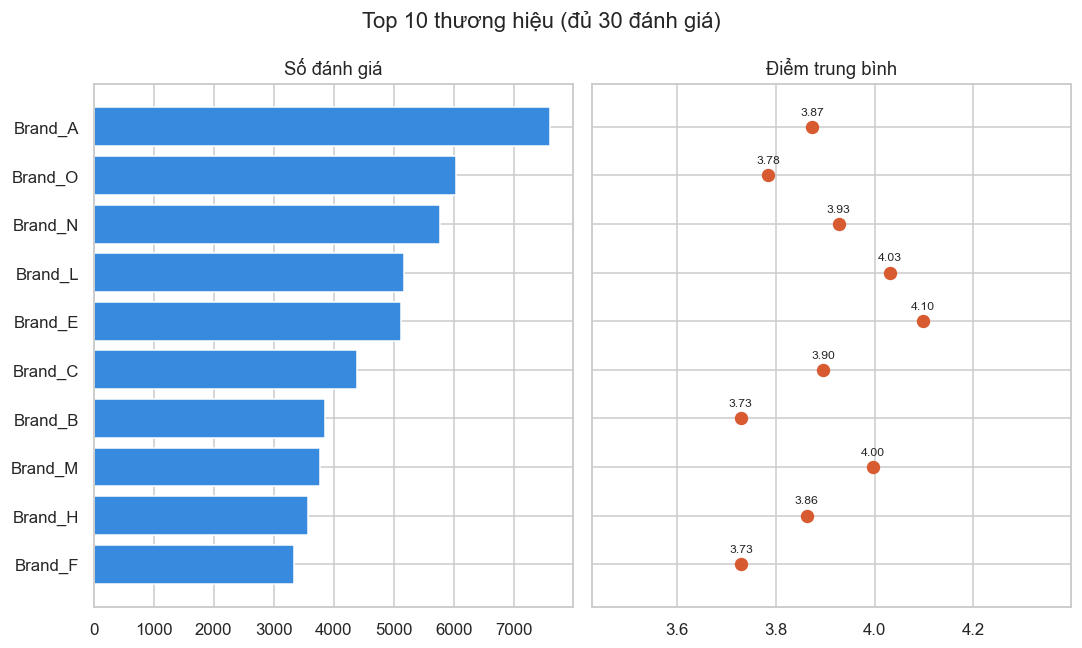 Top 10 thương hiệu (đủ 30 đánh giá)
Số đánh giá
Brand_A
Brand_O
Brand_N
Brand_L
Brand_E
Brand_C
Brand_B
Brand_M
Brand_H
Brand_F
0 1000 2000 3000 4000 5000 6000 7000
Điểm trung bình
3.87
3.78
3.93
4.03
4.10
3.90
3.73
4.00
3.86
3.73
3.6 3.8 4.0 4.2